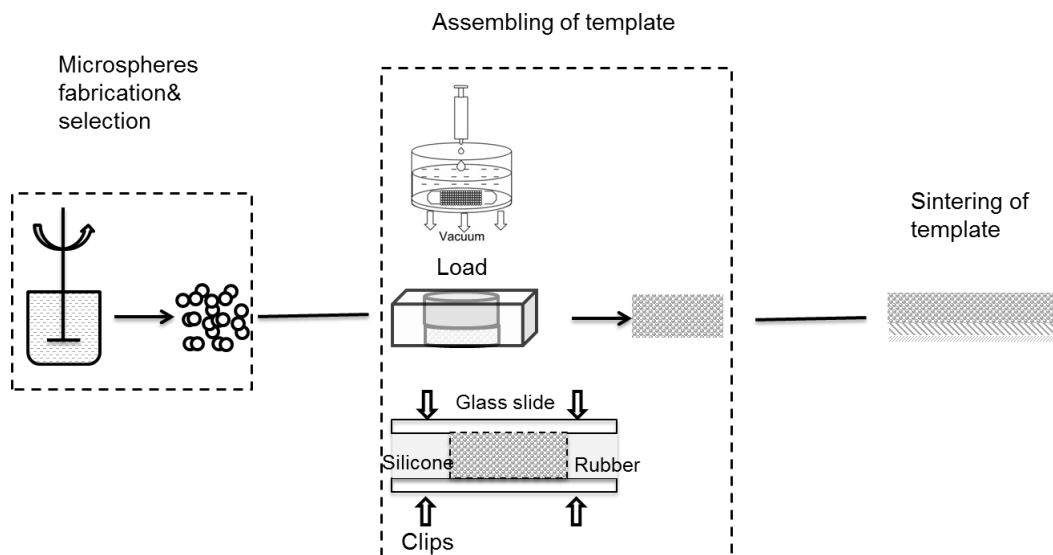 Assembling of template
Microspheres
fabrication&
selection
Vacuum
Load
Glass slide
Silicone
Rubber
Clips
Sintering of
template